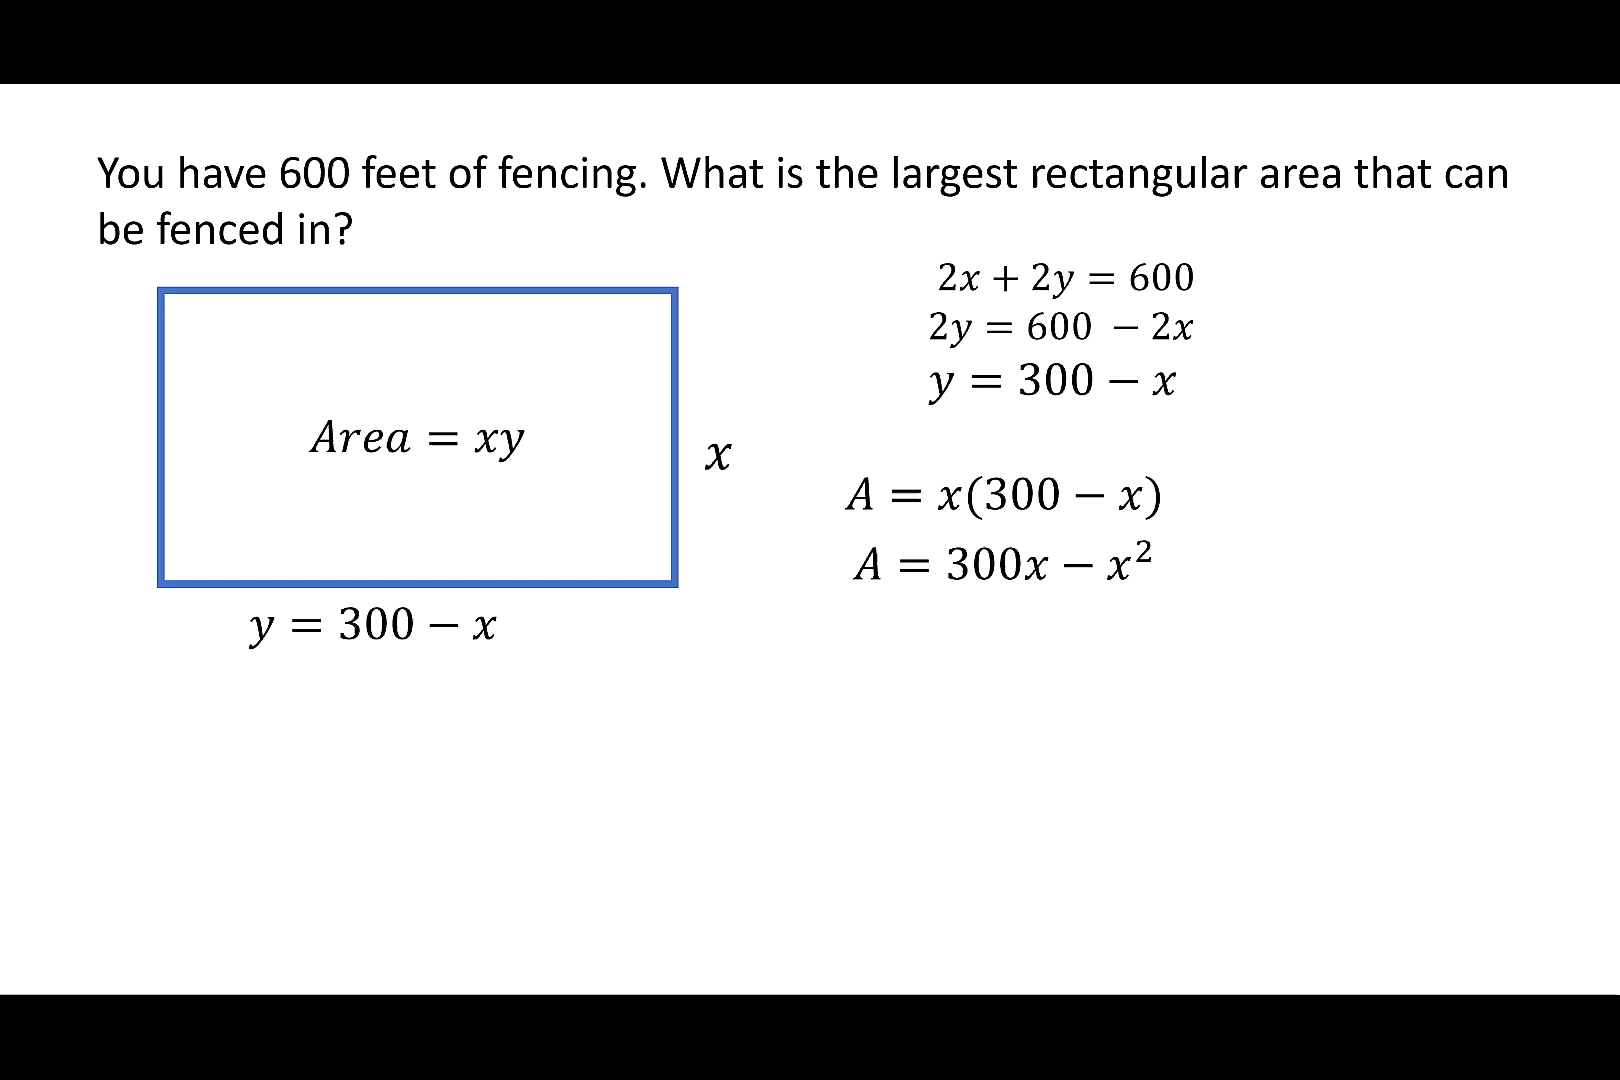 You have 600 feet of fencing. What is the largest rectangular area that can
be fenced in?
2x + 2y = 600
2y = 600 − 2x
y = 300 − x
Area = xy
x
A = x(300 − x)
A = 300x − x²
y = 300 − x